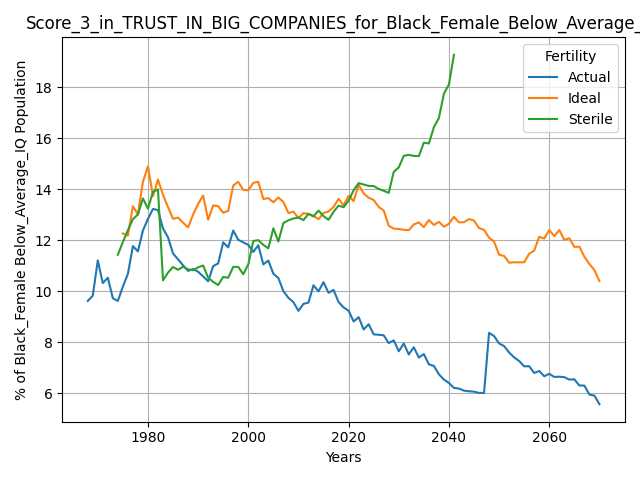 Score_3_in_TRUST_IN_BIG_COMPANIES_for_Black_Female_Below_Average_
% of Black_Female Below_Average_IQ Population
18
16
14
12
10
8
6
Fertility
Actual
Ideal
Sterile
1980
2000
2020
2040
2060
Years